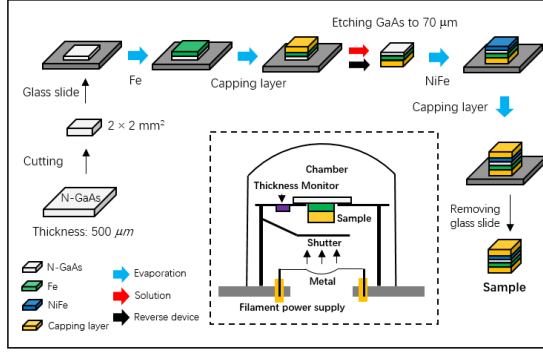 Etching GaAs to 70 μm
Fe
Capping layer
NiFe
Glass slide
Capping layer
2 × 2 mm²
Cutting
N-GaAs
Thickness: 500 μm
Chamber
Thickness Monitor
Sample
Shutter
Metal
Filament power supply
Removing
glass slide
Sample
N-GaAs
Fe
NiFe
Capping layer
Evaporation
Solution
Reverse device